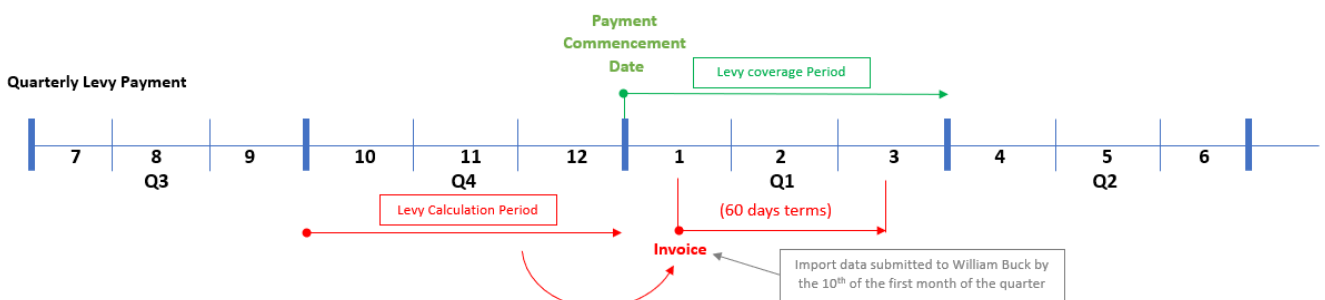 Payment
Commencement
Date
Levy coverage Period
Quarterly Levy Payment
7 8 9 10 11 12 1 2 3 4 5 6
Q3 Q4 Q1 Q2
Levy Calculation Period
(60 days terms)
Invoice
Import data submitted to William Buck by
the 10th of the first month of the quarter